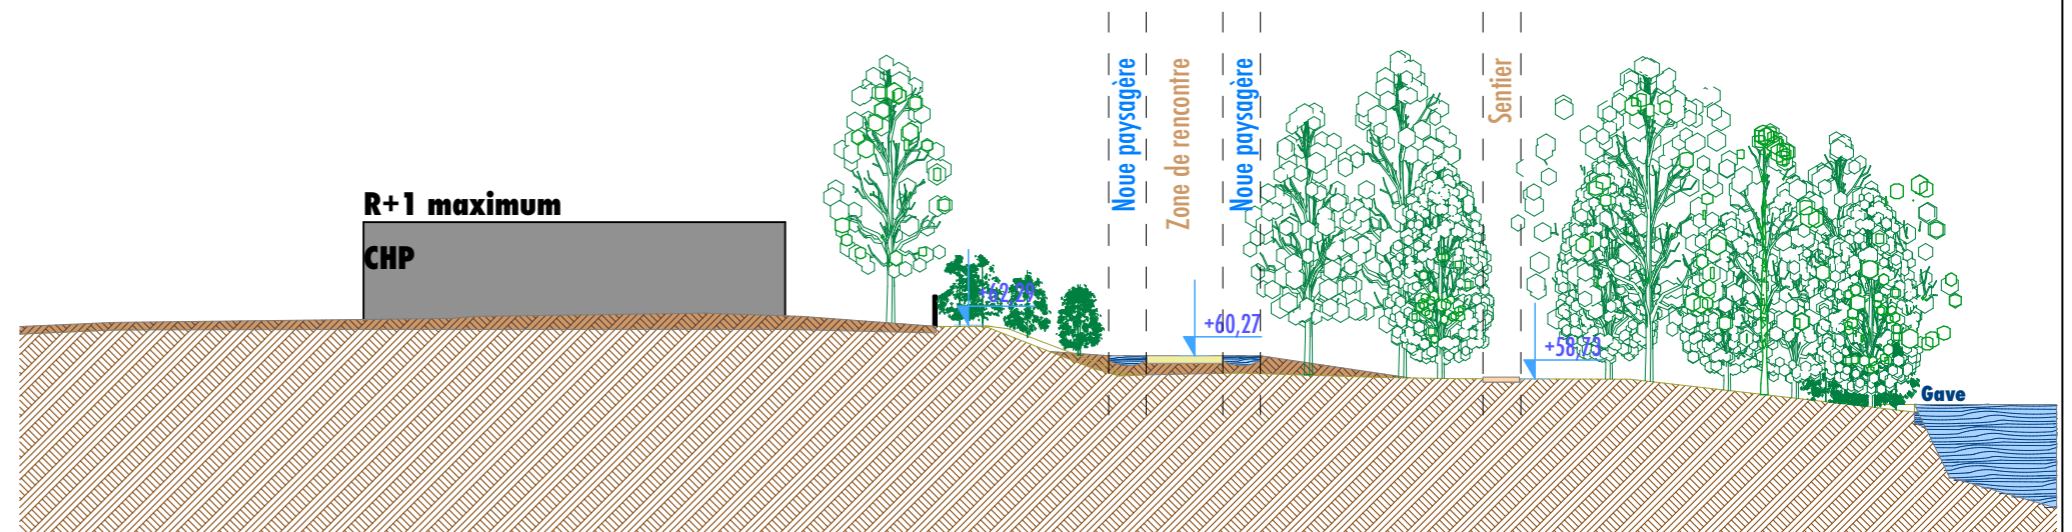 R+1 maximum
CHP
+62,29
Noue paysagère
Zone de rencontre
Noue paysagère
+60,27
Sentier
+58,73
Gave